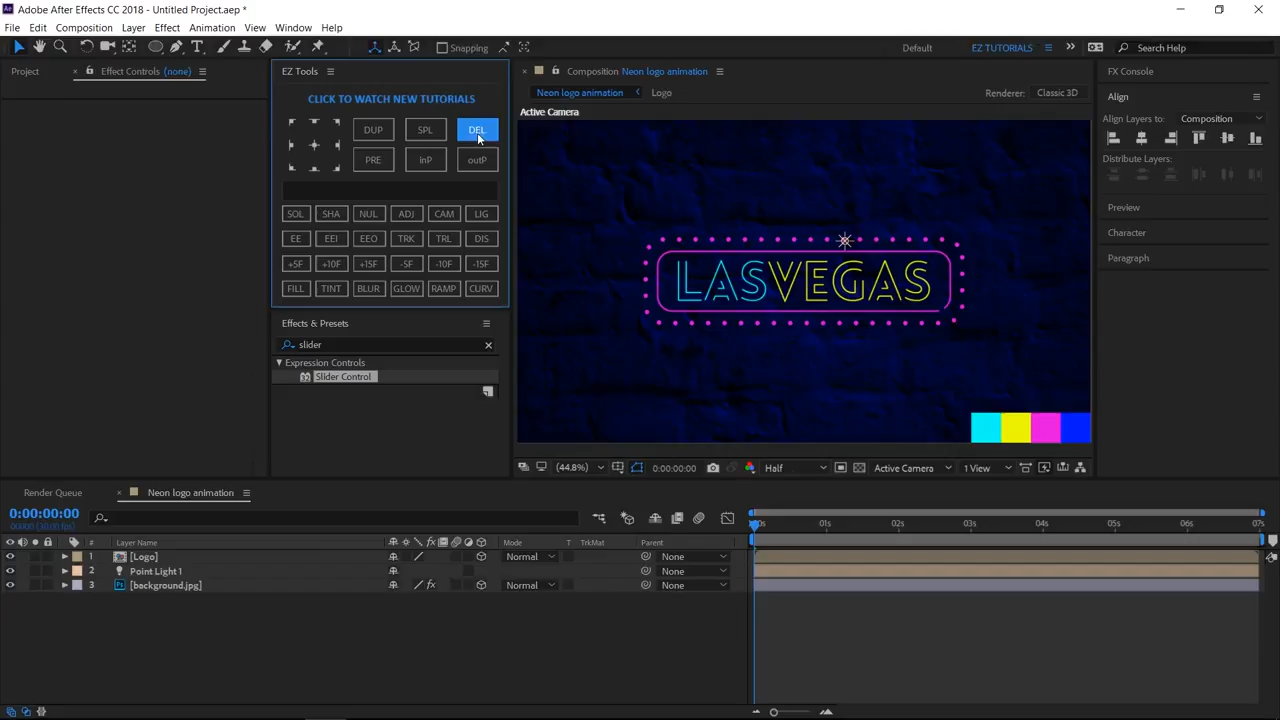 Adobe After Effects CC 2018 - Untitled Project.aep *
File Edit Composition Layer Effect Animation View Window Help
Snapping
Default
EZ TUTORIALS
Search Help
Project
Effect Controls (none)
EZ Tools
CLICK TO WATCH NEW TUTORIALS
DUP SPL DEL
PRE inP outP
SOL SHA NUL ADJ CAM LIG
EE EEI EEO TRK TRL DIS
+5F +10F +15F -5F -10F -15F
FILL TINT BLUR GLOW RAMP CURV
Effects & Presets
slider
Expression Controls
Slider Control
Composition Neon logo animation
Neon logo animation Logo
Renderer: Classic 3D
Active Camera
LASVEGAS
(44.8%) 0:00:00:00 Half Active Camera 1 View
FX Console
Align
Align Layers to: Composition
Distribute Layers:
Preview
Character
Paragraph
Render Queue
Neon logo animation
0:00:00:00
00000 (30.00 fps)
# Layer Name Mode T TrkMat Parent
1 [Logo] Normal None
2 Point Light 1 None
3 [background.jpg] Normal None
01s 02s 03s 04s 05s 06s 07s